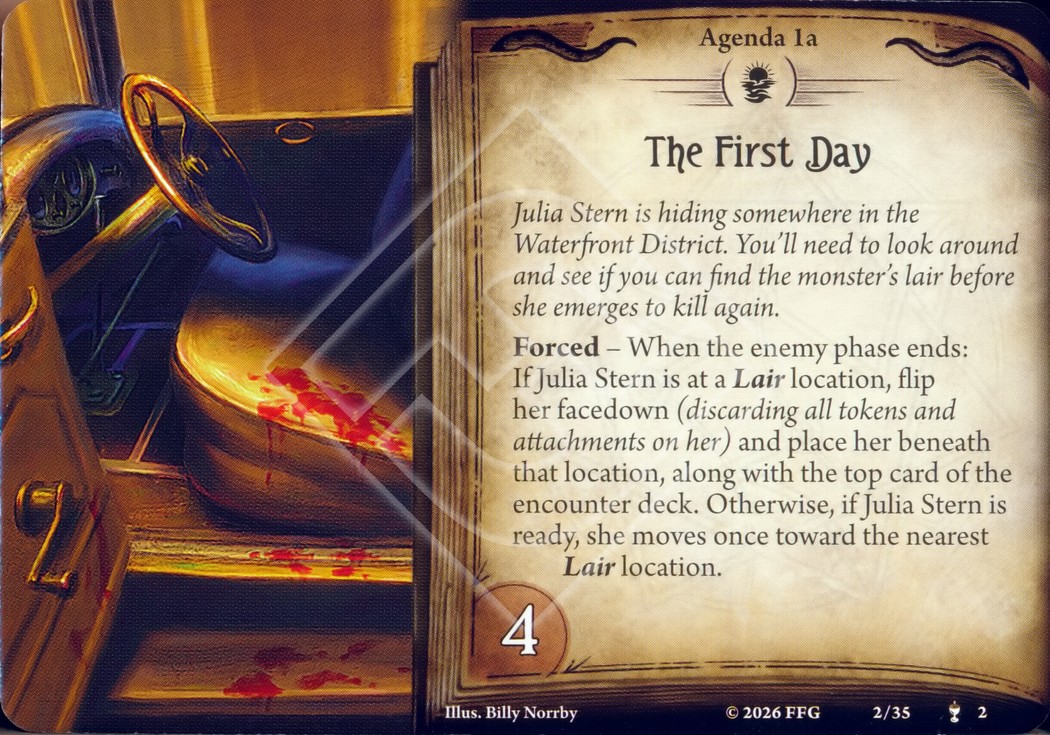 Agenda 1a
The First Day
Julia Stern is hiding somewhere in the
Waterfront District. You'll need to look around
and see if you can find the monster's lair before
she emerges to kill again.
Forced – When the enemy phase ends:
If Julia Stern is at a Lair location, flip
her facedown (discarding all tokens and
attachments on her) and place her beneath
that location, along with the top card of the
encounter deck. Otherwise, if Julia Stern is
ready, she moves once toward the nearest
Lair location.
4
Illus. Billy Norrby
© 2026 FFG
2/35
2